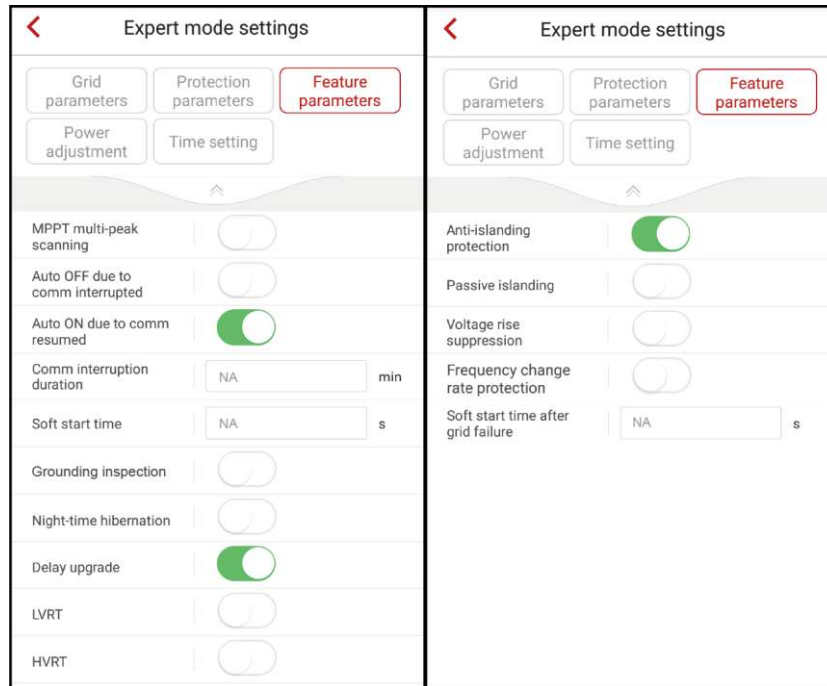 Expert mode settings
Grid
parameters
Protection
parameters
Feature
parameters
Power
adjustment
Time setting
MPPT multi-peak
scanning
Auto OFF due to
comm interrupted
Auto ON due to comm
resumed
Comm interruption
duration
NA
min
Soft start time
NA
s
Grounding inspection
Night-time hibernation
Delay upgrade
LVRT
HVRT
Expert mode settings
Grid
parameters
Protection
parameters
Feature
parameters
Power
adjustment
Time setting
Anti-islanding
protection
Passive islanding
Voltage rise
suppression
Frequency change
rate protection
Soft start time after
grid failure
NA
s